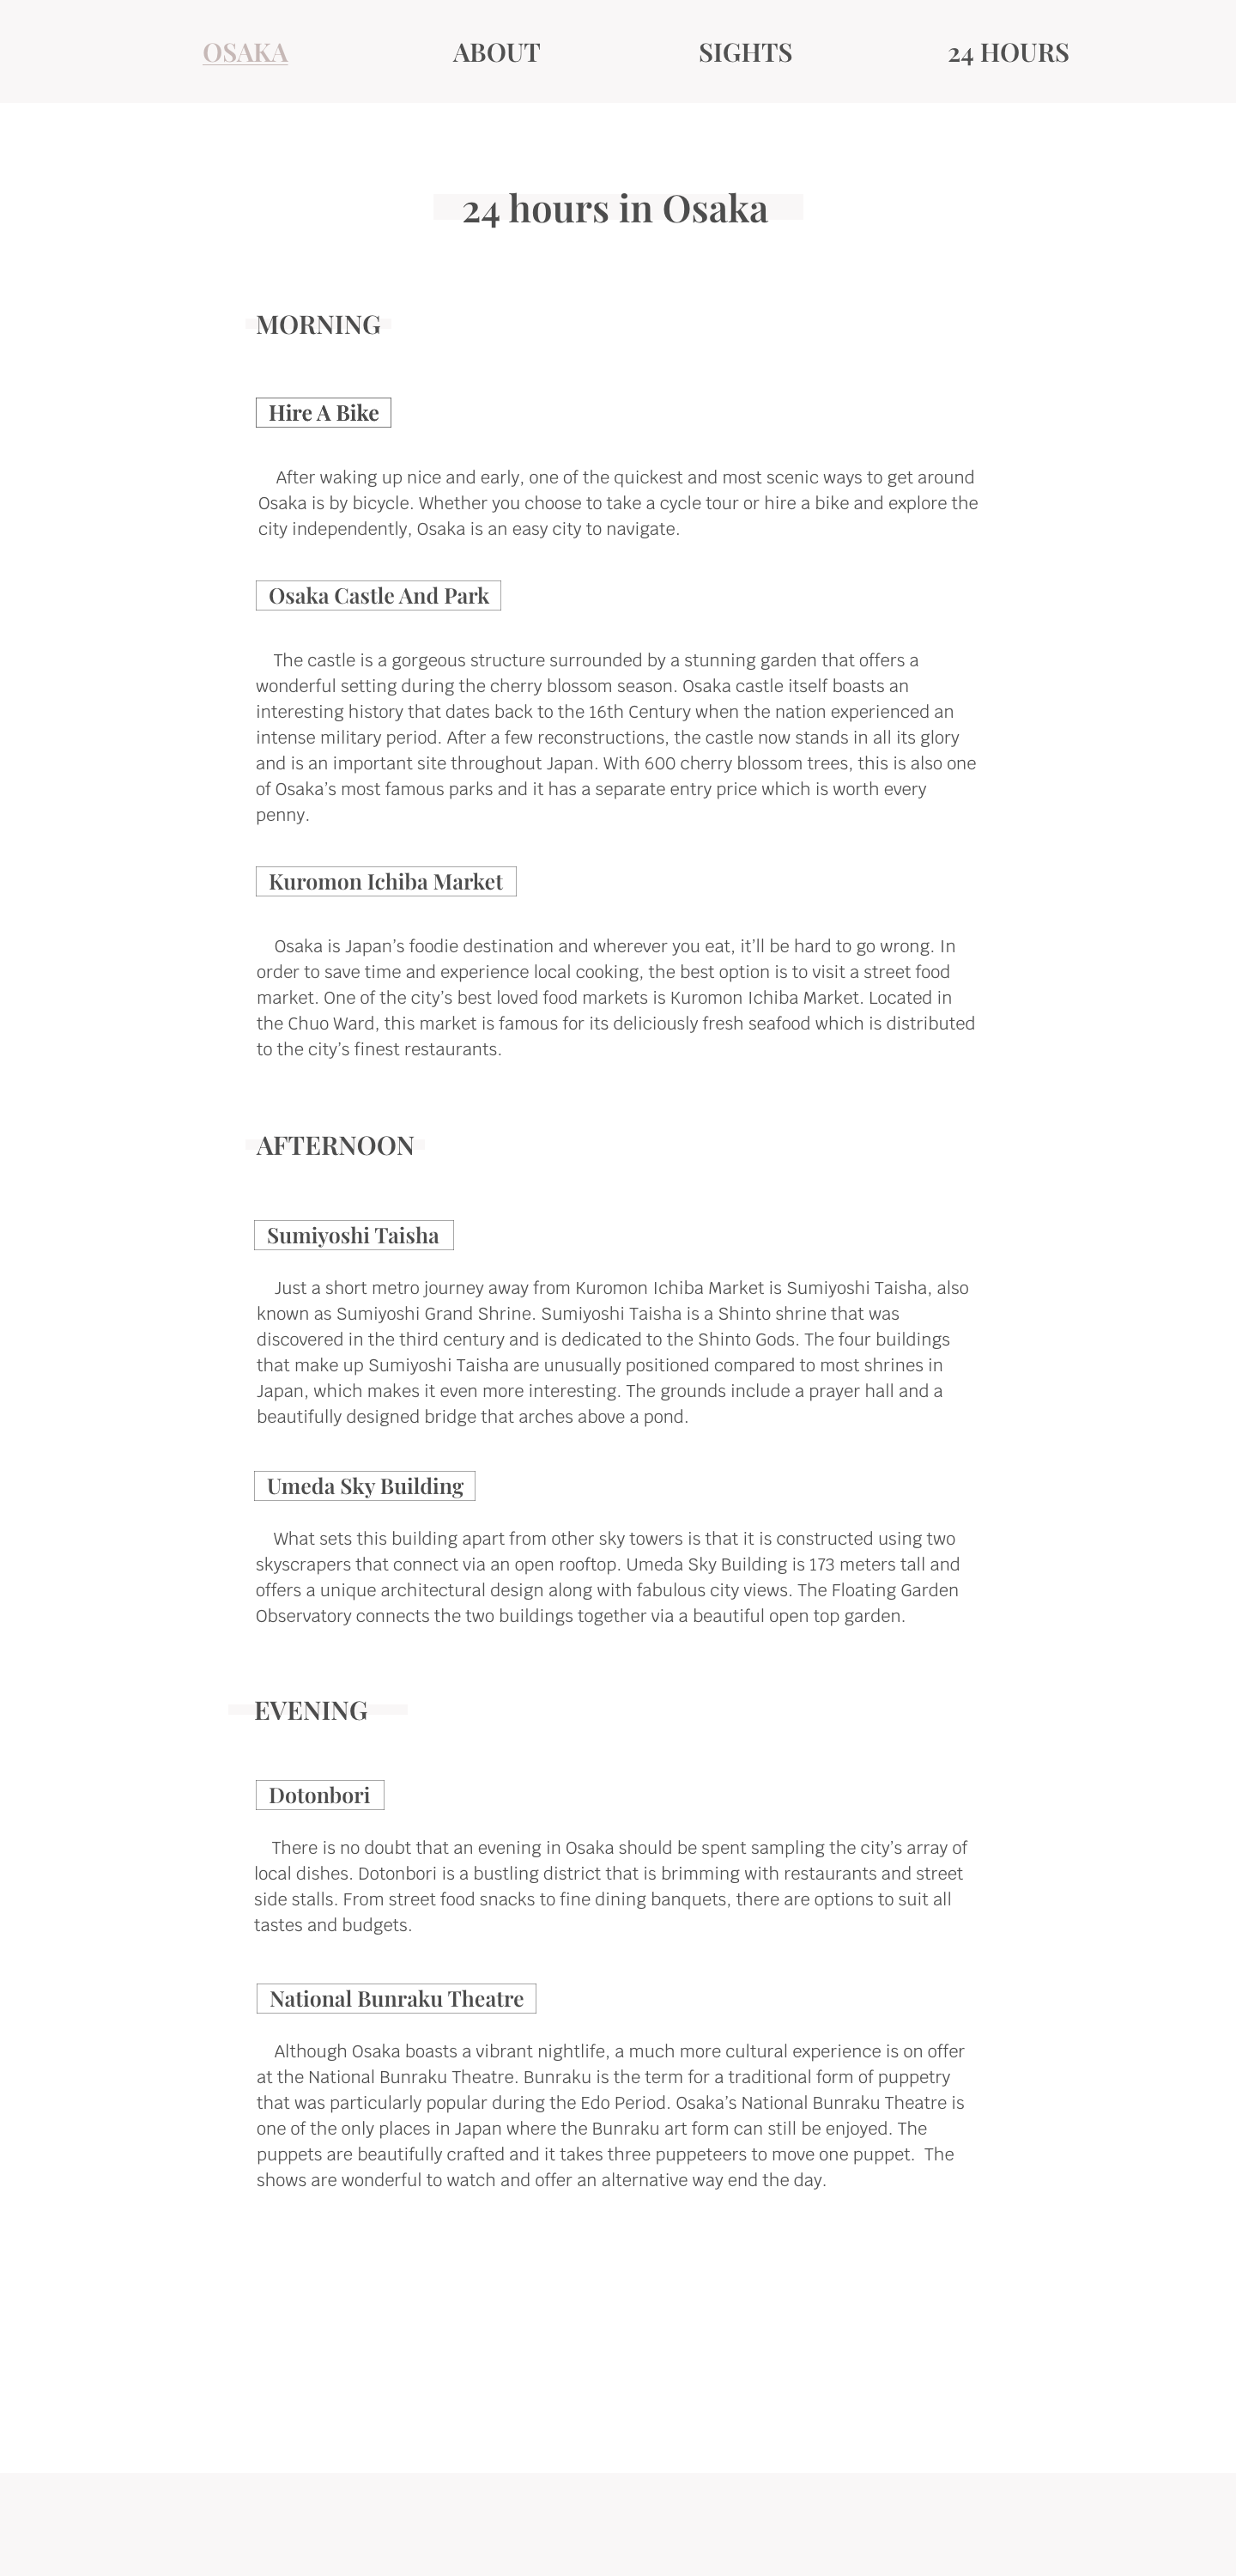 OSAKA ABOUT SIGHTS 24 HOURS
24 hours in Osaka
MORNING
Hire A Bike
After waking up nice and early, one of the quickest and most scenic ways to get around
Osaka is by bicycle. Whether you choose to take a cycle tour or hire a bike and explore the
city independently, Osaka is an easy city to navigate.
Osaka Castle And Park
The castle is a gorgeous structure surrounded by a stunning garden that offers a
wonderful setting during the cherry blossom season. Osaka castle itself boasts an
interesting history that dates back to the 16th Century when the nation experienced an
intense military period. After a few reconstructions, the castle now stands in all its glory
and is an important site throughout Japan. With 600 cherry blossom trees, this is also one
of Osaka’s most famous parks and it has a separate entry price which is worth every
penny.
Kuromon Ichiba Market
Osaka is Japan’s foodie destination and wherever you eat, it’ll be hard to go wrong. In
order to save time and experience local cooking, the best option is to visit a street food
market. One of the city’s best loved food markets is Kuromon Ichiba Market. Located in
the Chuo Ward, this market is famous for its deliciously fresh seafood which is distributed
to the city’s finest restaurants.
AFTERNOON
Sumiyoshi Taisha
Just a short metro journey away from Kuromon Ichiba Market is Sumiyoshi Taisha, also
known as Sumiyoshi Grand Shrine. Sumiyoshi Taisha is a Shinto shrine that was
discovered in the third century and is dedicated to the Shinto Gods. The four buildings
that make up Sumiyoshi Taisha are unusually positioned compared to most shrines in
Japan, which makes it even more interesting. The grounds include a prayer hall and a
beautifully designed bridge that arches above a pond.
Umeda Sky Building
What sets this building apart from other sky towers is that it is constructed using two
skyscrapers that connect via an open rooftop. Umeda Sky Building is 173 meters tall and
offers a unique architectural design along with fabulous city views. The Floating Garden
Observatory connects the two buildings together via a beautiful open top garden.
EVENING
Dotonbori
There is no doubt that an evening in Osaka should be spent sampling the city’s array of
local dishes. Dotonbori is a bustling district that is brimming with restaurants and street
side stalls. From street food snacks to fine dining banquets, there are options to suit all
tastes and budgets.
National Bunraku Theatre
Although Osaka boasts a vibrant nightlife, a much more cultural experience is on offer
at the National Bunraku Theatre. Bunraku is the term for a traditional form of puppetry
that was particularly popular during the Edo Period. Osaka’s National Bunraku Theatre is
one of the only places in Japan where the Bunraku art form can still be enjoyed. The
puppets are beautifully crafted and it takes three puppeteers to move one puppet.  The
shows are wonderful to watch and offer an alternative way end the day.